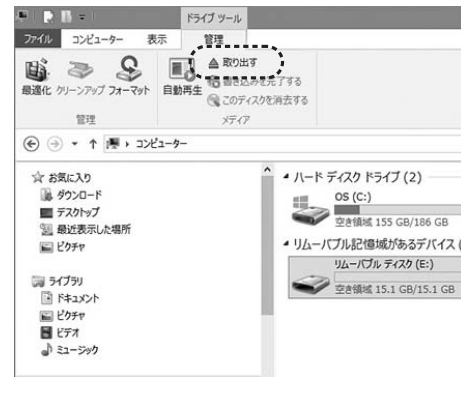 ドライブ ツール
ファイル コンピューター 表示 管理
最適化 クリーンアップ フォーマット 自動再生
取り出す
書き込みを完了する
このディスクを消去する
管理 メディア
コンピューター
お気に入り
ダウンロード
デスクトップ
最近表示した場所
ピクチャ
ライブラリ
ドキュメント
ピクチャ
ビデオ
ミュージック
ハード ディスク ドライブ (2)
OS (C:)
空き領域 155 GB/186 GB
リムーバブル記憶域があるデバイス (
リムーバブル ディスク (E:)
空き領域 15.1 GB/15.1 GB